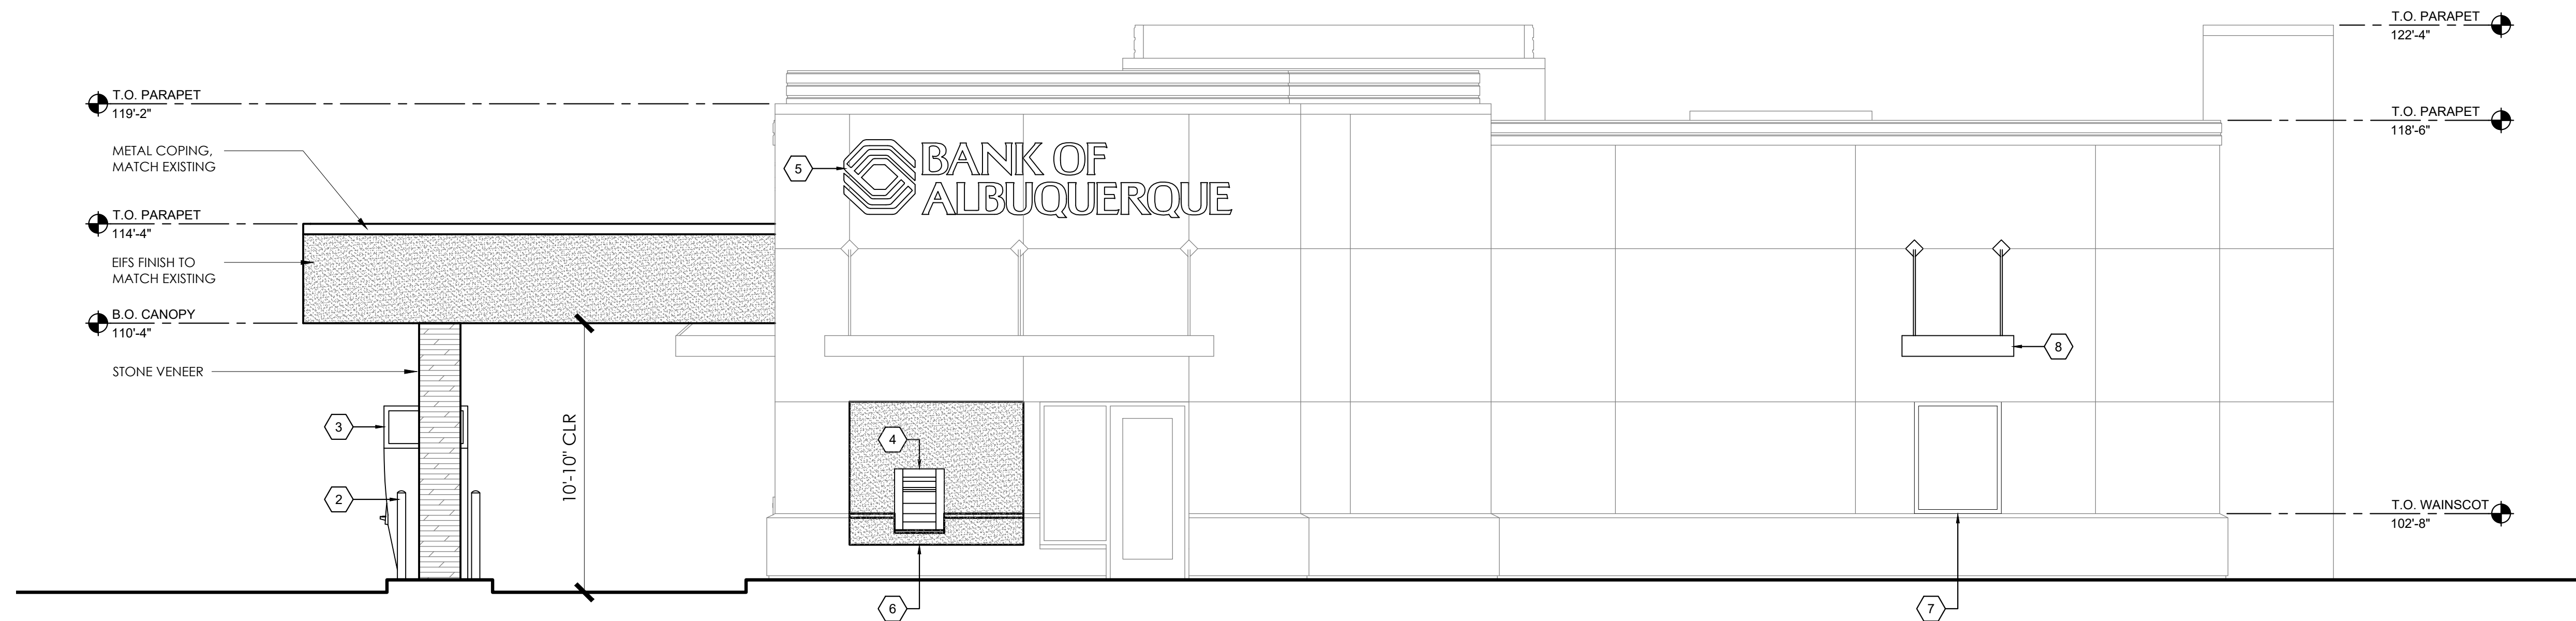 T.O. PARAPET
122'-4"
T.O. PARAPET
119'-2"
T.O. PARAPET
118'-6"
METAL COPING,
MATCH EXISTING
5
BANK OF
ALBUQUERQUE
T.O. PARAPET
114'-4"
EIFS FINISH TO
MATCH EXISTING
B.O. CANOPY
110'-4"
8
STONE VENEER
3
10'-10" CLR
4
2
T.O. WAINSCOT
102'-8"
6
7